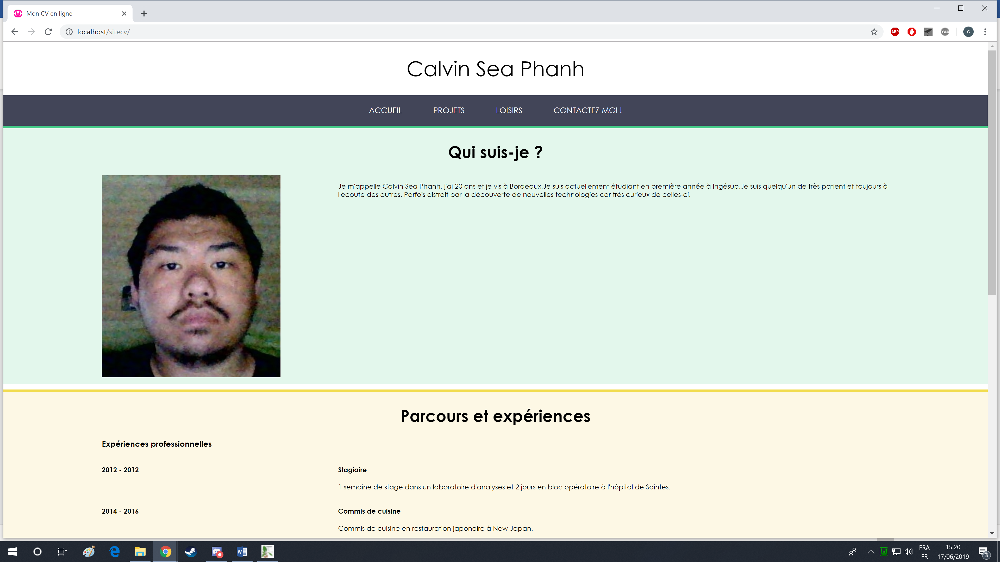 Mon CV en ligne
localhost/sitecv/
ABP
YAB
C
Calvin Sea Phanh
ACCUEIL PROJETS LOISIRS CONTACTEZ-MOI !
Qui suis-je ?
Je m'appelle Calvin Sea Phanh, j'ai 20 ans et je vis à Bordeaux.Je suis actuellement étudiant en première année à Ingésup.Je suis quelqu'un de très patient et toujours à
l'écoute des autres. Parfois distrait par la découverte de nouvelles technologies car très curieux de celles-ci.
Parcours et expériences
Expériences professionnelles
2012 - 2012 Stagiaire
1 semaine de stage dans un laboratoire d'analyses et 2 jours en bloc opératoire à l'hôpital de Saintes.
2014 - 2016 Commis de cuisine
Commis de cuisine en restauration japonaire à New Japan.
FRA 15:20
FR 17/06/2019
3